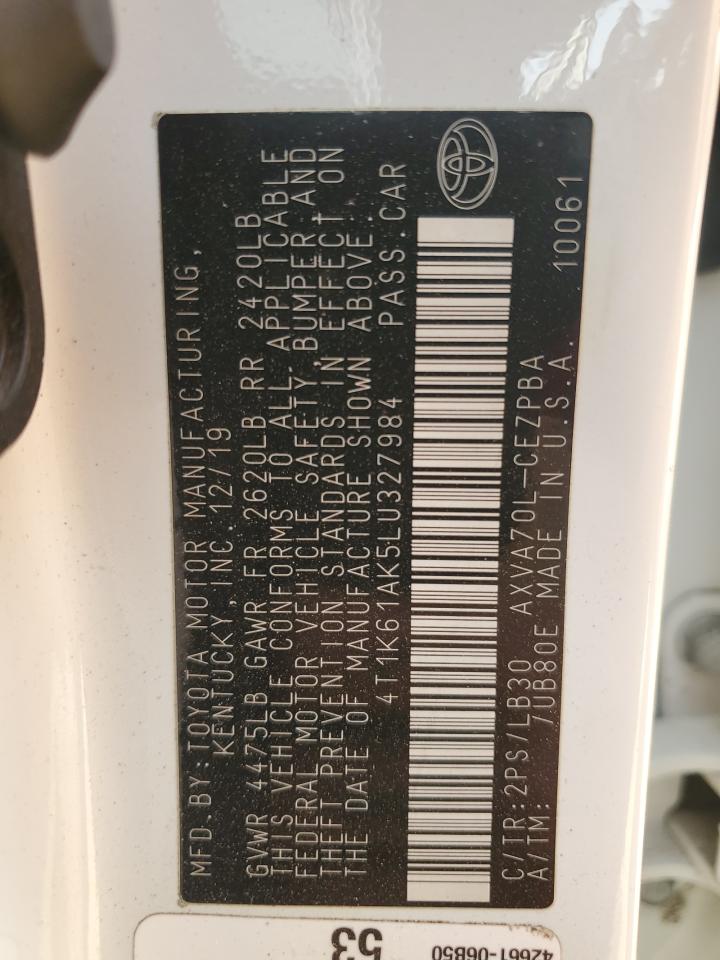 MFD.BY:TOYOTA MOTOR MANUFACTURING,
KENTUCKY,INC. 12/19
GVWR 4475LB GAWR FR 2620LB RR 2420LB
THIS VEHICLE CONFORMS TO ALL APPLICABLE
FEDERAL MOTOR VEHICLE SAFETY, BUMPER, AND
THEFT PREVENTION STANDARDS IN EFFECT ON
THE DATE OF MANUFACTURE SHOWN ABOVE.
4T1K61AK5LU327984 PASS.CAR
C/TR:2PS/LB30 AXVA70L-CEZPBA
A/TM: /UB80E MADE IN U.S.A. 10061
53
42661-06B50